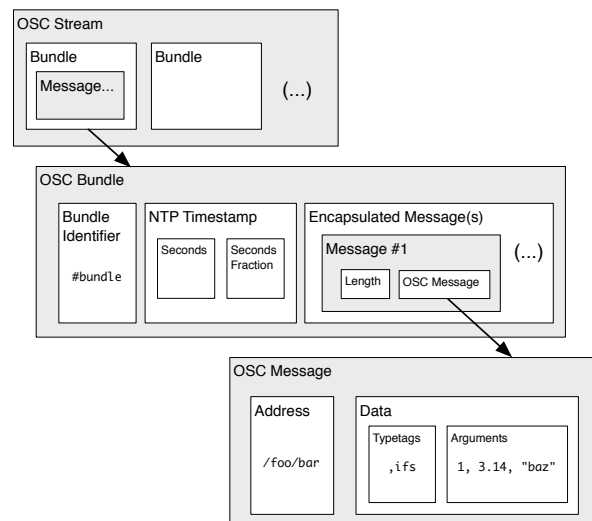 OSC Stream
Bundle
Message...
Bundle
(...)
OSC Bundle
Bundle
Identifier
#bundle
NTP Timestamp
Seconds
Seconds
Fraction
Encapsulated Message(s)
Message #1
Length
OSC Message
(...)
OSC Message
Address
/foo/bar
Data
Typetags
,ifs
Arguments
1, 3.14, "baz"